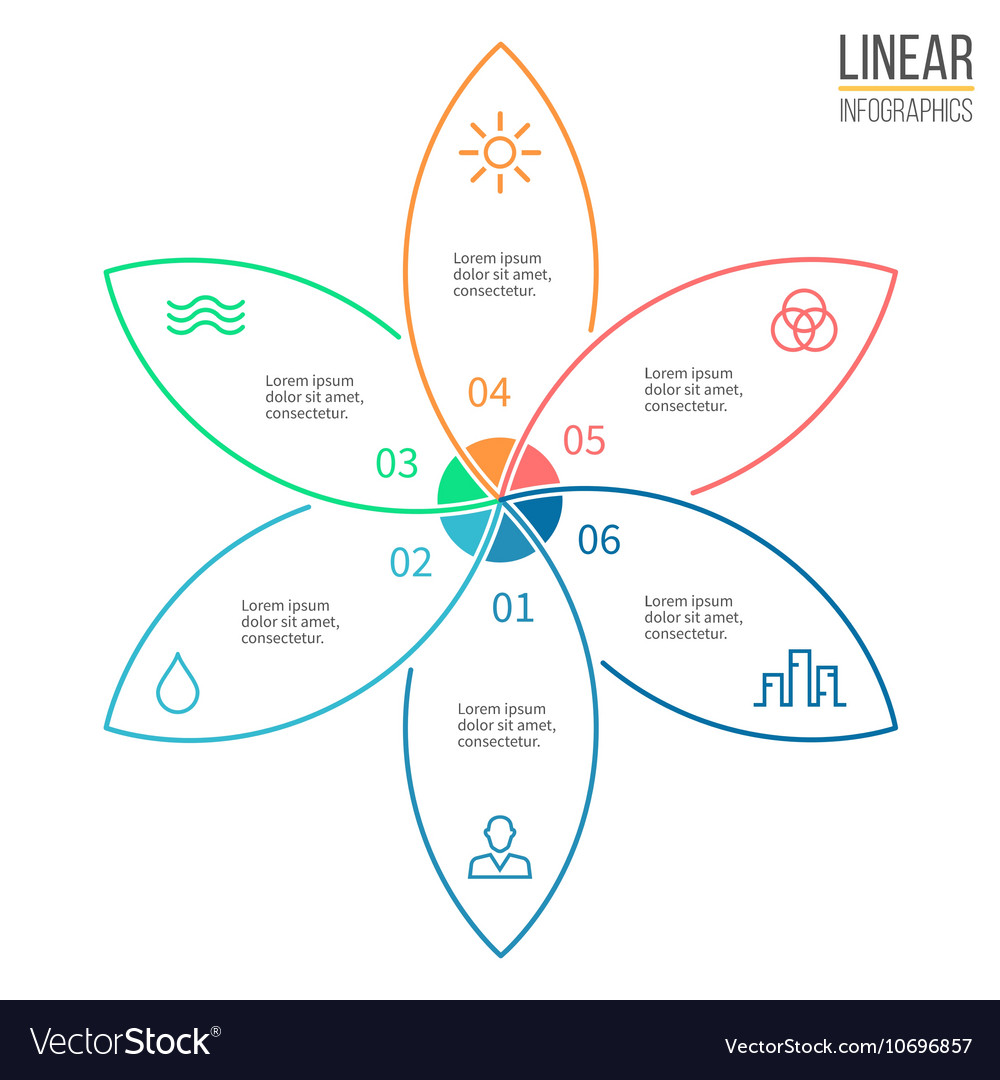 LINEAR
INFOGRAPHICS
Lorem ipsum
dolor sit amet,
consectetur.
04
Lorem ipsum
dolor sit amet,
consectetur.
05
Lorem ipsum
dolor sit amet,
consectetur.
03
Lorem ipsum
dolor sit amet,
consectetur.
02
Lorem ipsum
dolor sit amet,
consectetur.
06
01
Lorem ipsum
dolor sit amet,
consectetur.
VectorStock®
VectorStock.com/10696857